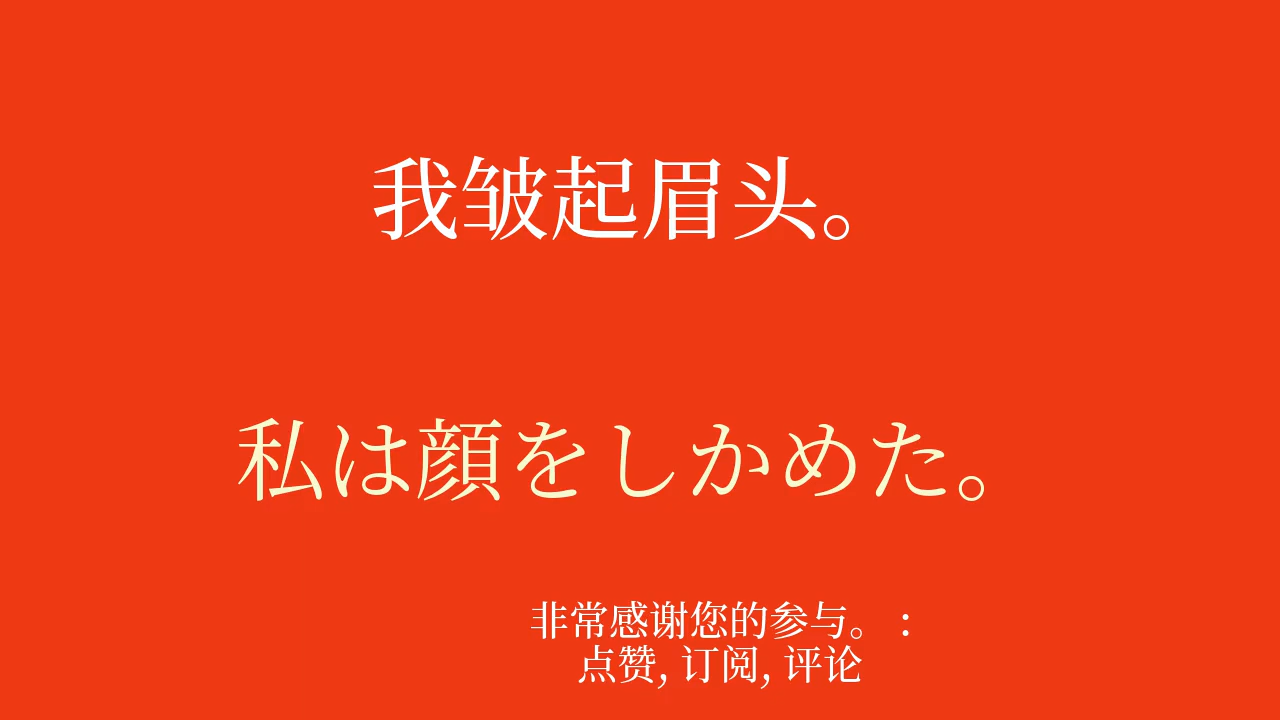 我皱起眉头。
私は顔をしかめた。
非常感谢您的参与。 :
点赞, 订阅, 评论